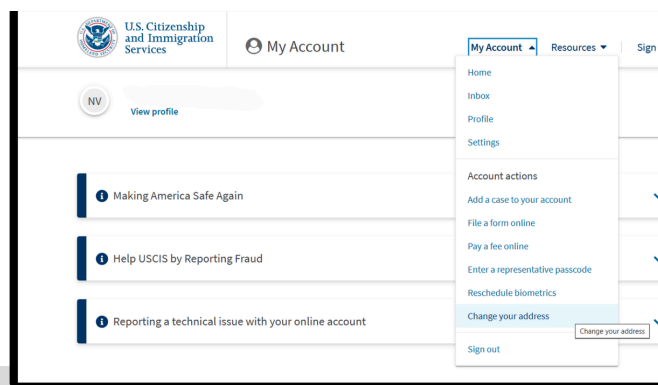 U.S. Citizenship
and Immigration
Services
My Account
My Account
Resources
Sign
NV
View profile
Home
Inbox
Profile
Settings
Account actions
Add a case to your account
File a form online
Pay a fee online
Enter a representative passcode
Reschedule biometrics
Change your address
Change your address
Sign out
Making America Safe Again
Help USCIS by Reporting Fraud
Reporting a technical issue with your online account